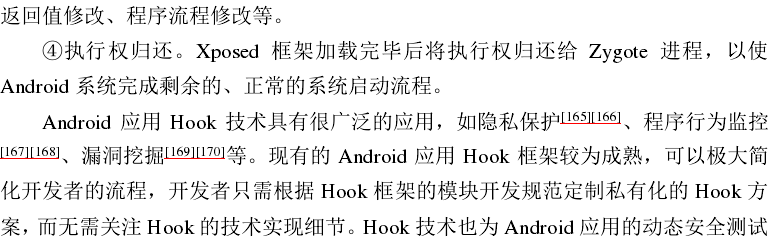 返回值修改、程序流程修改等。
④执行权归还。Xposed 框架加载完毕后将执行权归还给 Zygote 进程，以使
Android 系统完成剩余的、正常的系统启动流程。
Android 应用 Hook 技术具有很广泛的应用，如隐私保护[165][166]、程序行为监控
[167][168]、漏洞挖掘[169][170]等。现有的 Android 应用 Hook 框架较为成熟，可以极大简
化开发者的流程，开发者只需根据 Hook 框架的模块开发规范定制私有化的 Hook 方
案，而无需关注 Hook 的技术实现细节。Hook 技术也为 Android 应用的动态安全测试